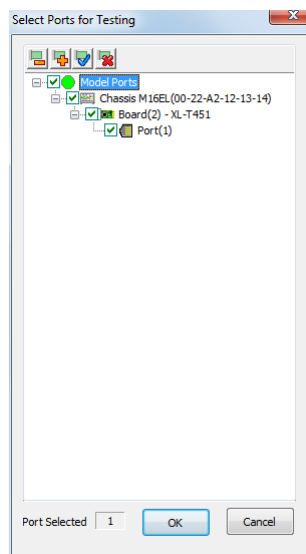 Select Ports for Testing
Model Ports
Chassis M16EL(00-22-A2-12-13-14)
Board(2) - XL-T451
Port(1)
Port Selected 1 OK Cancel